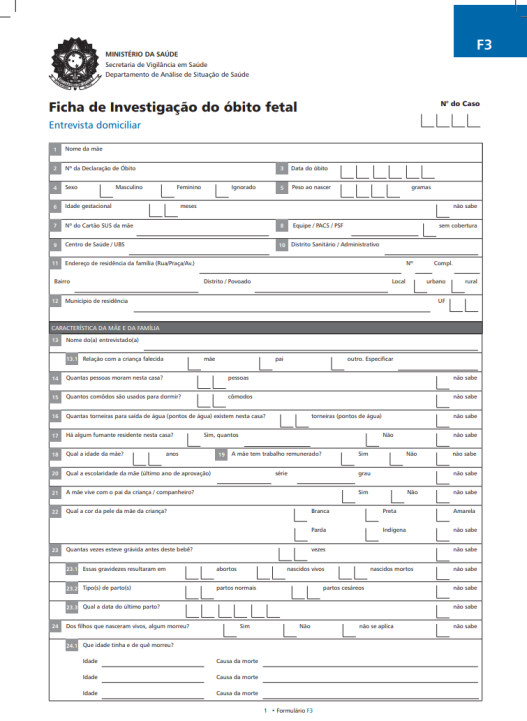 F3
MINISTÉRIO DA SAÚDE
Secretaria de Vigilância em Saúde
Departamento de Análise de Situação de Saúde
Ficha de Investigação do óbito fetal
Nº do Caso
Entrevista domiciliar
1 Nome da mãe
2 Nº da Declaração de Óbito 3 Data do óbito
4 Sexo Masculino Feminino Ignorado 5 Peso ao nascer gramas
6 Idade gestacional meses não sabe
7 Nº do Cartão SUS da mãe 8 Equipe / PACS / PSF sem cobertura
9 Centro de Saúde / UBS 10 Distrito Sanitário / Administrativo
11 Endereço de residência da família (Rua/Praça/Av.) Nº Compl.
Bairro Distrito / Povoado Local urbano rural
12 Município de residência UF
CARACTERÍSTICA DA MÃE E DA FAMÍLIA
13 Nome do(a) entrevistado(a)
13.1 Relação com a criança falecida mãe pai outro. Especificar
14 Quantas pessoas moram nesta casa? pessoas não sabe
15 Quantos comôdos são usados para dormir? cômodos não sabe
16 Quantas torneiras para saída de água (pontos de água) existem nesta casa? torneiras (pontos de água) não sabe
17 Há algum fumante residente nesta casa? Sim, quantos Não não sabe
18 Qual a idade da mãe? anos 19 A mãe tem trabalho remunerado? Sim Não não sabe
20 Qual a escolaridade da mãe (último ano de aprovação) série grau não sabe
21 A mãe vive com o pai da criança / companheiro? Sim Não não sabe
22 Qual a cor da pele da mãe da criança? Branca Preta Amarela
Parda Indígena não sabe
23 Quantas vezes esteve grávida antes deste bebê? vezes não sabe
23.1 Essas gravidezes resultaram em abortos nascidos vivos nascidos mortos não sabe
23.2 Tipo(s) de parto(s) partos normais partos cesáreos não sabe
23.3 Qual a data do último parto? não sabe
24 Dos filhos que nasceram vivos, algum morreu? Sim Não não se aplica não sabe
24.1 Que idade tinha e de quê morreu?
Idade Causa da morte
Idade Causa da morte
Idade Causa da morte
1 • Formulário F3